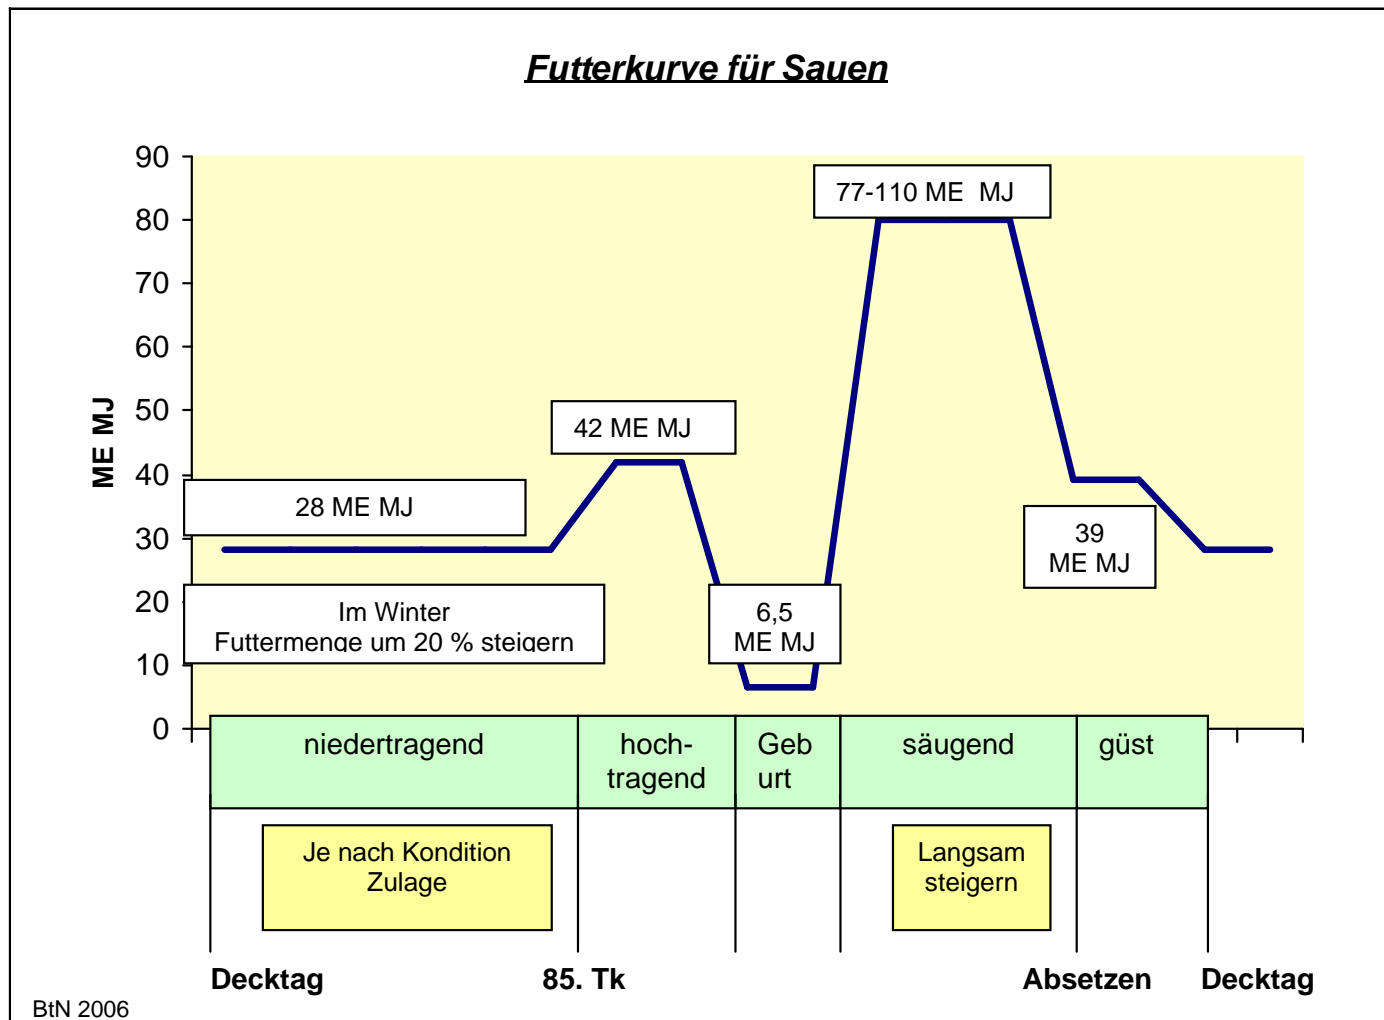 Futterkurve für Sauen
90
80
70
60
50
40
30
20
10
0
ME MJ
77-110 ME  MJ
42 ME MJ
28 ME MJ
39
ME MJ
Im Winter
Futtermenge um 20 % steigern
6,5
ME MJ
niedertragend
hoch-
tragend
Geb
urt
säugend
güst
Je nach Kondition
Zulage
Langsam
steigern
Decktag
85. Tk
Absetzen
Decktag
BtN 2006